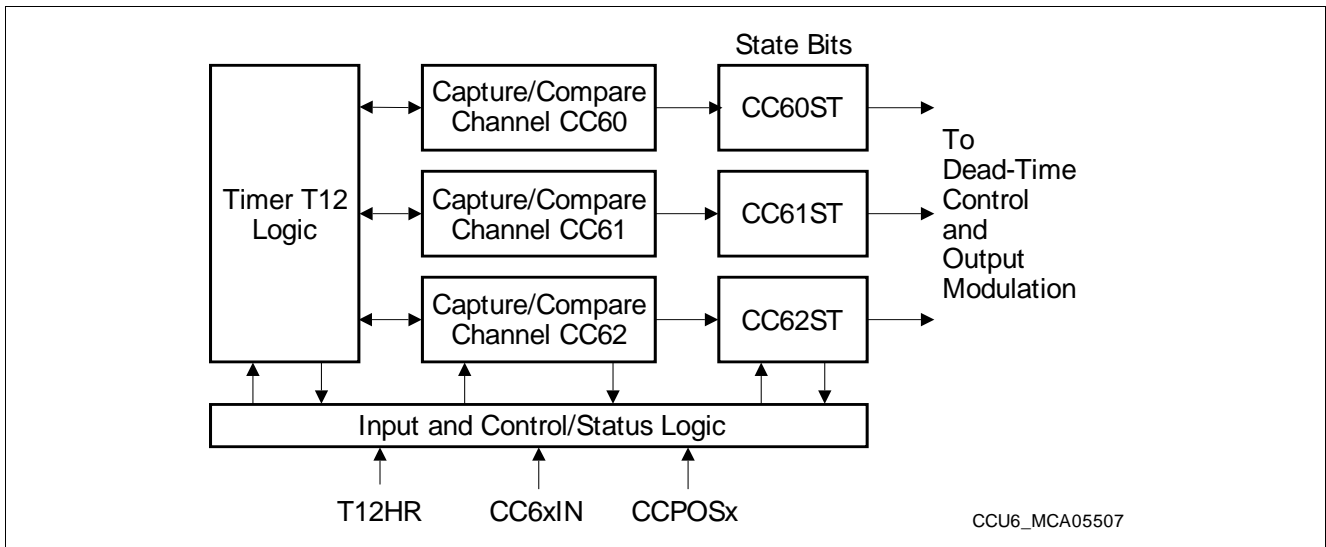 State Bits
Timer T12
Logic
Capture/Compare
Channel CC60
CC60ST
Capture/Compare
Channel CC61
CC61ST
Capture/Compare
Channel CC62
CC62ST
To
Dead-Time
Control
and
Output
Modulation
Input and Control/Status Logic
T12HR
CC6xIN
CCPOSx
CCU6_MCA05507